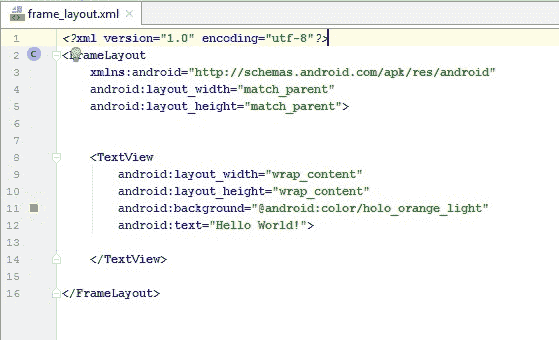 frame_layout.xml
1 <?xml version="1.0" encoding="utf-8"?>
2 C <FrameLayout
3 xmlns:android="http://schemas.android.com/apk/res/android"
4 android:layout_width="match_parent"
5 android:layout_height="match_parent">
6
7
8 <TextView
9 android:layout_width="wrap_content"
10 android:layout_height="wrap_content"
11 android:background="@android:color/holo_orange_light"
12 android:text="Hello World!">
13
14 </TextView>
15
16 </FrameLayout>